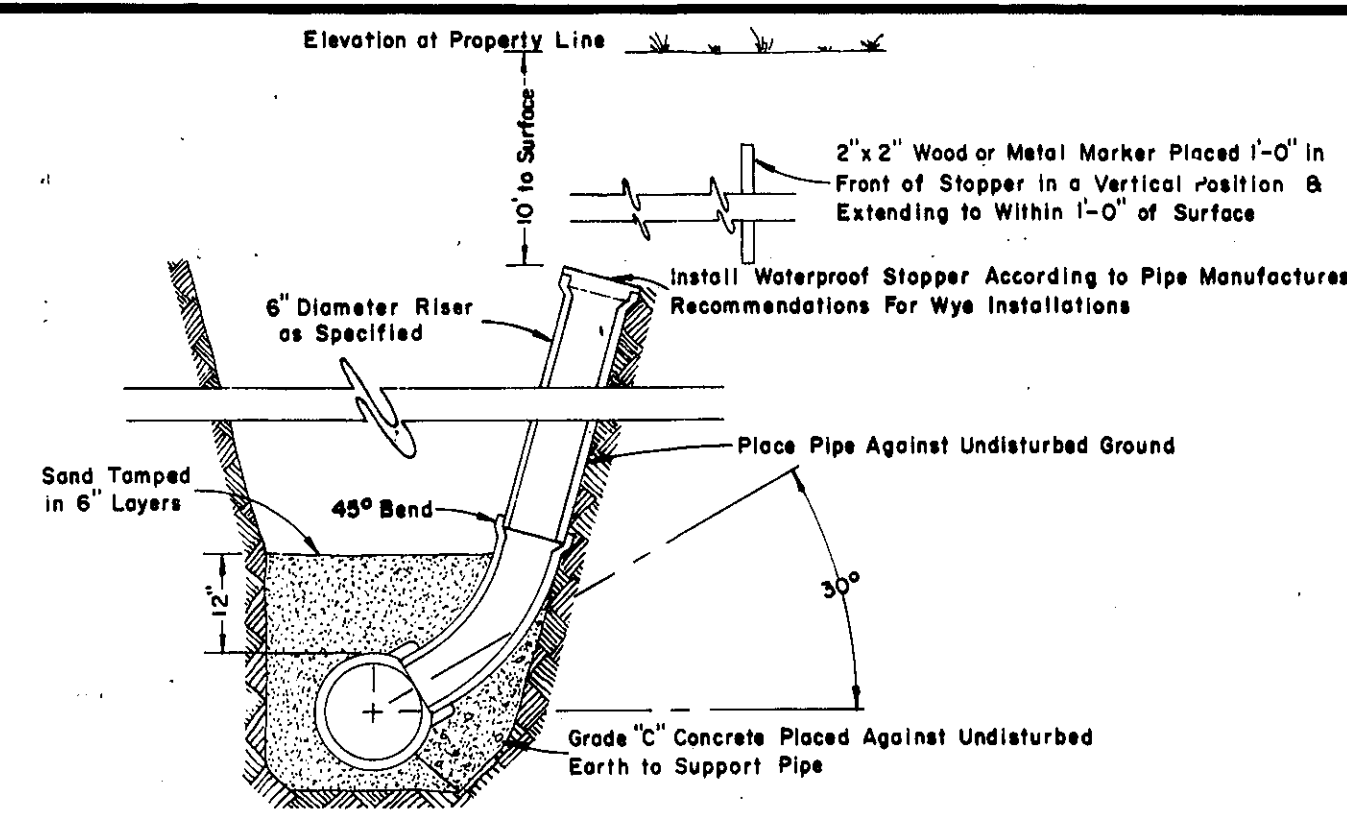 Elevation at Property Line
10' to Surface
2"x 2" Wood or Metal Marker Placed 1'-0" in
Front of Stopper in a Vertical Position &
Extending to Within 1'-0" of Surface
Install Waterproof Stopper According to Pipe Manufactures
Recommendations For Wye Installations
6" Diameter Riser
as Specified
Place Pipe Against Undisturbed Ground
Sand Tamped
in 6" Layers
45° Bend
12"
30°
Grade "C" Concrete Placed Against Undisturbed
Earth to Support Pipe